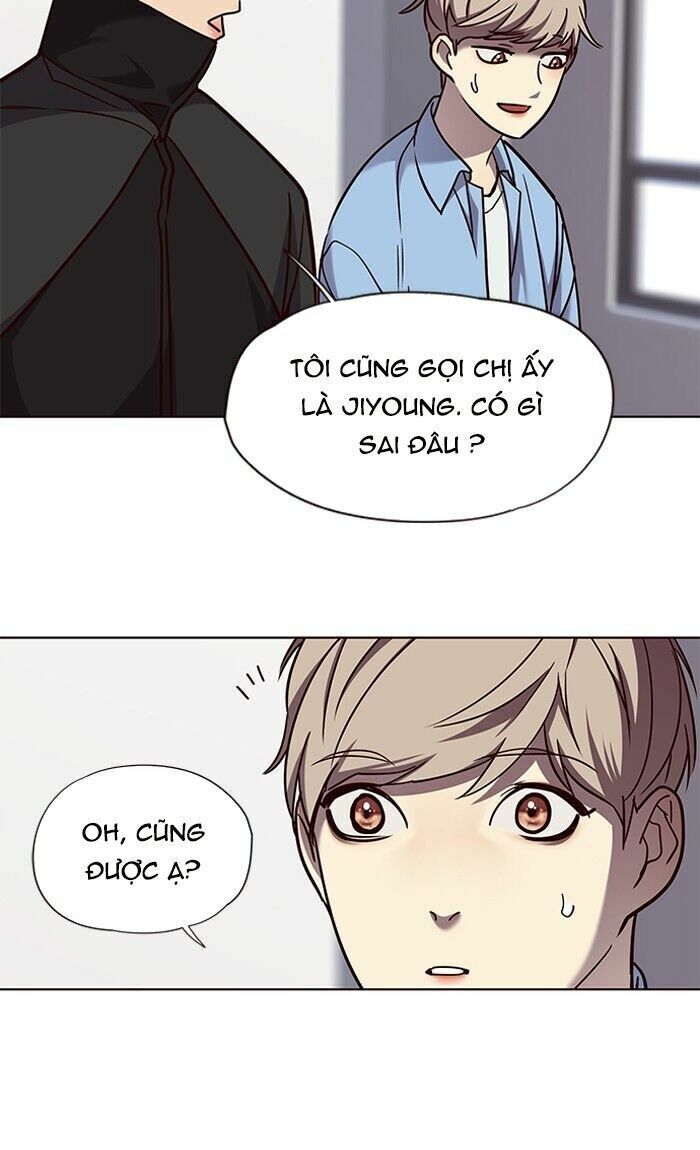 TÔI CŨNG GỌI CHỊ ẤY
LÀ JIYOUNG. CÓ GÌ
SAI ĐÂU ?
OH, CŨNG
ĐƯỢC Ạ?